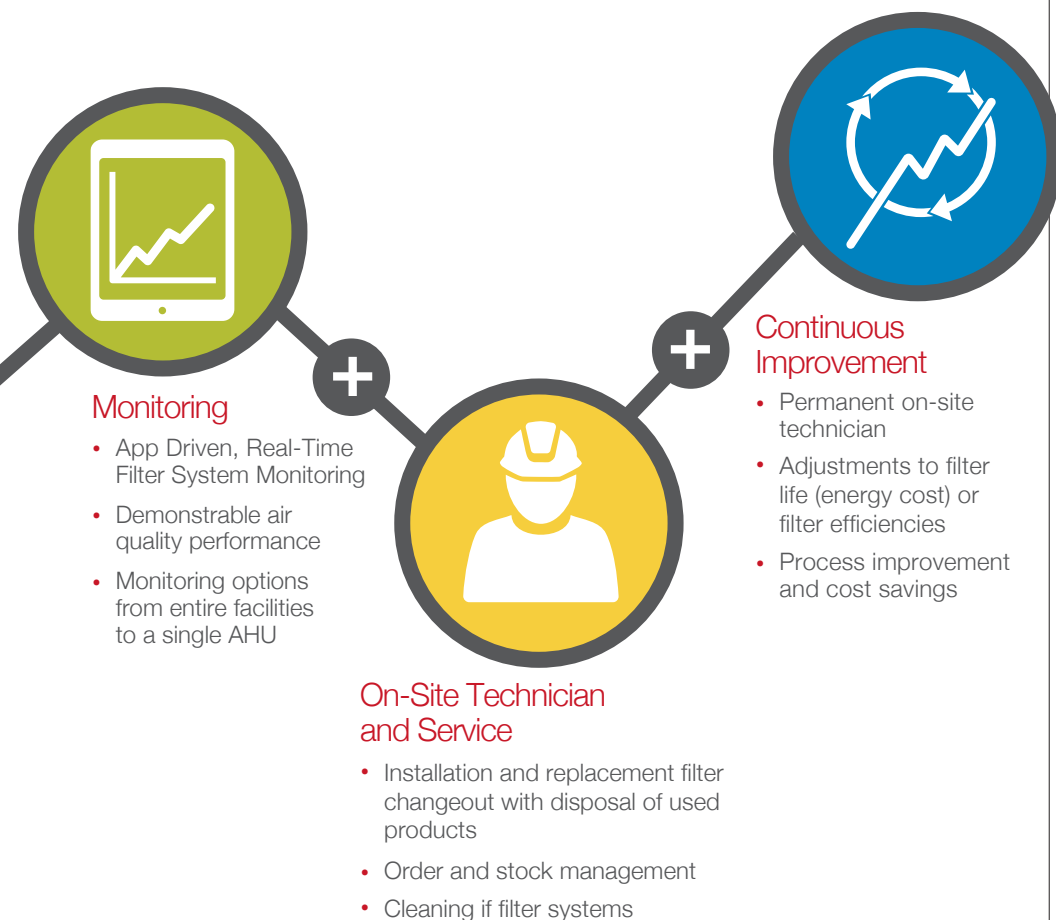 Monitoring
• App Driven, Real-Time
Filter System Monitoring
• Demonstrable air
quality performance
• Monitoring options
from entire facilities
to a single AHU
+
On-Site Technician
and Service
• Installation and replacement filter
changeout with disposal of used
products
• Order and stock management
• Cleaning if filter systems
+
Continuous
Improvement
• Permanent on-site
technician
• Adjustments to filter
life (energy cost) or
filter efficiencies
• Process improvement
and cost savings